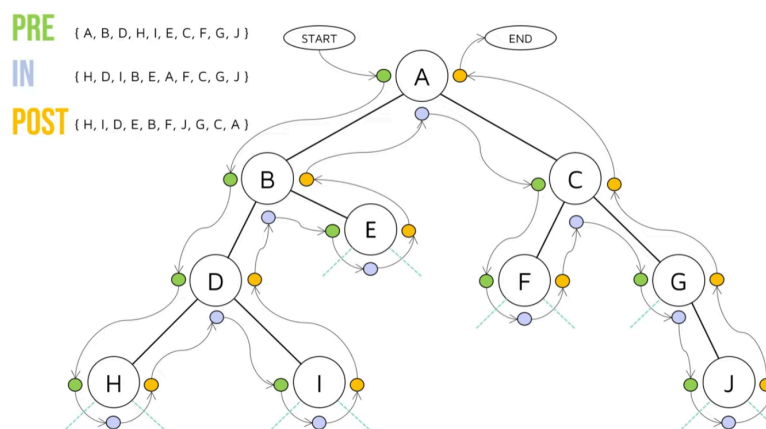 PRE { A, B, D, H, I, E, C, F, G, J }
IN { H, D, I, B, E, A, F, C, G, J }
POST { H, I, D, E, B, F, J, G, C, A }
START
END
A
B
C
E
D
F
G
H
I
J